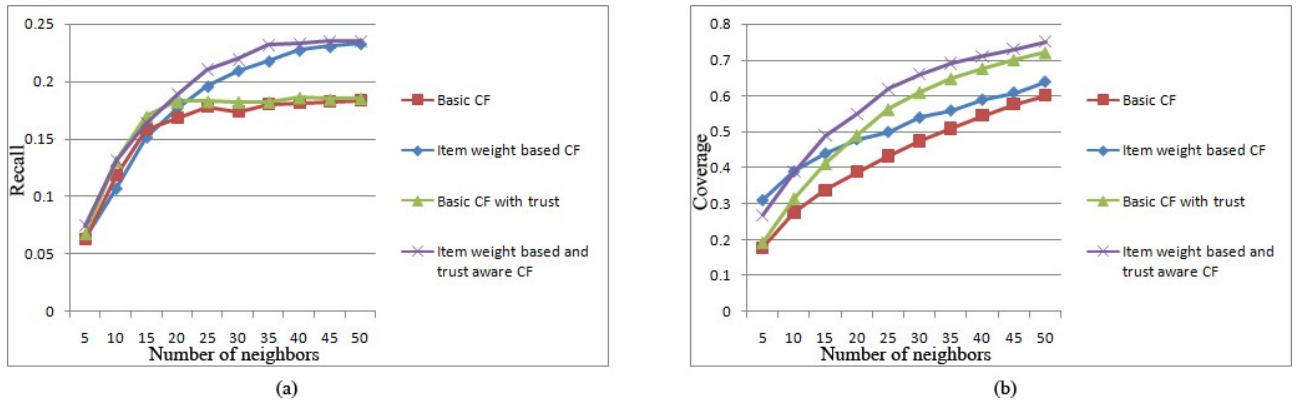 0.25
0.2
0.15
0.1
0.05
0
Recall
5 10 15 20 25 30 35 40 45 50
Number of neighbors
Basic CF
Item weight based CF
Basic CF with trust
Item weight based and
trust aware CF
(a)
0.8
0.7
0.6
0.5
0.4
0.3
0.2
0.1
0
Coverage
5 10 15 20 25 30 35 40 45 50
Number of neighbors
Basic CF
Item weight based CF
Basic CF with trust
Item weight based and
trust aware CF
(b)